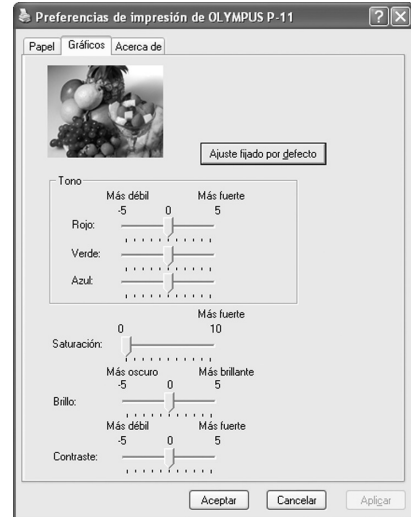 Preferencias de impresión de OLYMPUS P-11
Papel Gráficos Acerca de
Ajuste fijado por defecto
Tono
Más débil Más fuerte
-5 0 5
Rojo:
Verde:
Azul:
Más fuerte
0 10
Saturación:
Más oscuro Más brillante
-5 0 5
Brillo:
Más débil Más fuerte
-5 0 5
Contraste:
Aceptar Cancelar Aplicar